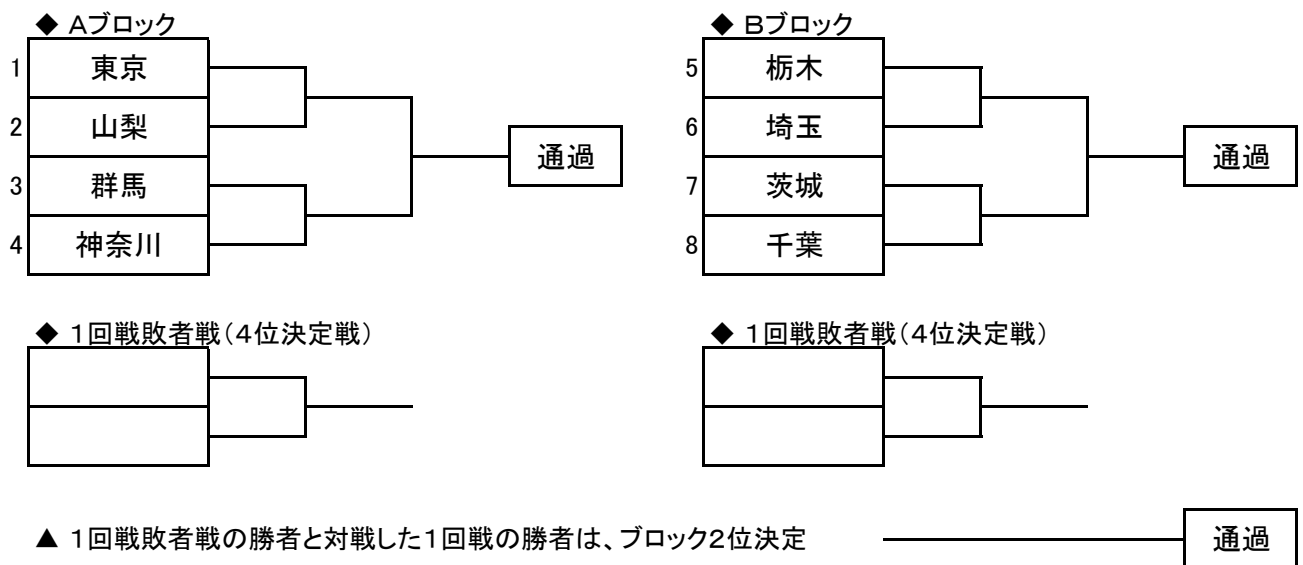 ◆ Aブロック
1 東京
2 山梨
3 群馬
4 神奈川
通過
◆ Bブロック
5 栃木
6 埼玉
7 茨城
8 千葉
通過
◆ 1回戦敗者戦(4位決定戦)
◆ 1回戦敗者戦(4位決定戦)
▲ 1回戦敗者戦の勝者と対戦した1回戦の勝者は、ブロック2位決定
通過